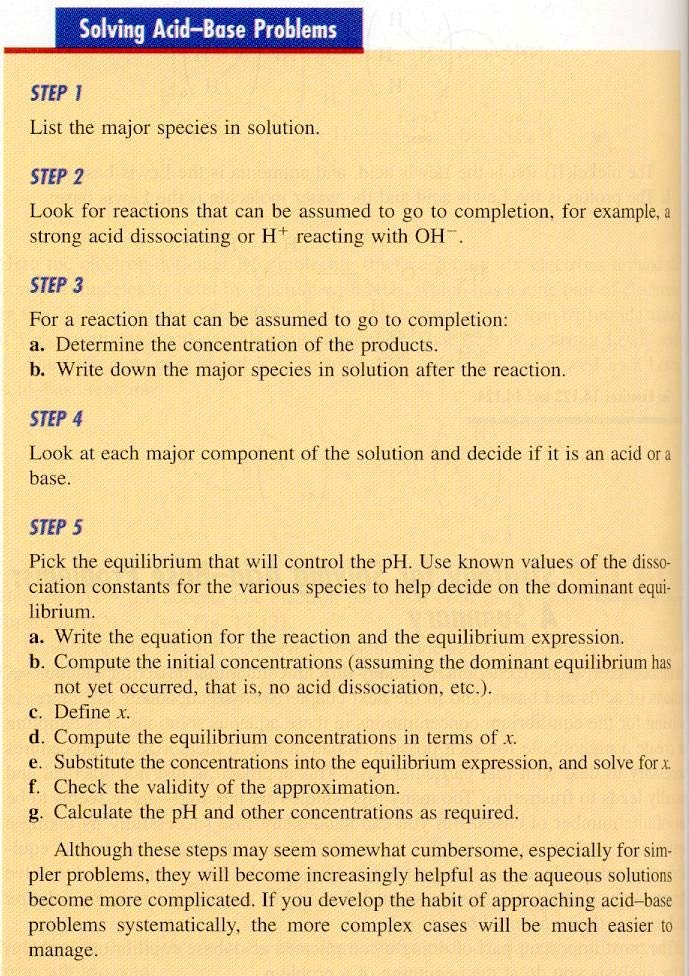 Solving Acid–Base Problems
STEP 1
List the major species in solution.
STEP 2
Look for reactions that can be assumed to go to completion, for example, a
strong acid dissociating or H⁺ reacting with OH⁻.
STEP 3
For a reaction that can be assumed to go to completion:
a. Determine the concentration of the products.
b. Write down the major species in solution after the reaction.
STEP 4
Look at each major component of the solution and decide if it is an acid or a
base.
STEP 5
Pick the equilibrium that will control the pH. Use known values of the disso-
ciation constants for the various species to help decide on the dominant equi-
librium.
a. Write the equation for the reaction and the equilibrium expression.
b. Compute the initial concentrations (assuming the dominant equilibrium has
not yet occurred, that is, no acid dissociation, etc.).
c. Define x.
d. Compute the equilibrium concentrations in terms of x.
e. Substitute the concentrations into the equilibrium expression, and solve for x.
f. Check the validity of the approximation.
g. Calculate the pH and other concentrations as required.
Although these steps may seem somewhat cumbersome, especially for sim-
pler problems, they will become increasingly helpful as the aqueous solutions
become more complicated. If you develop the habit of approaching acid–base
problems systematically, the more complex cases will be much easier to
manage.